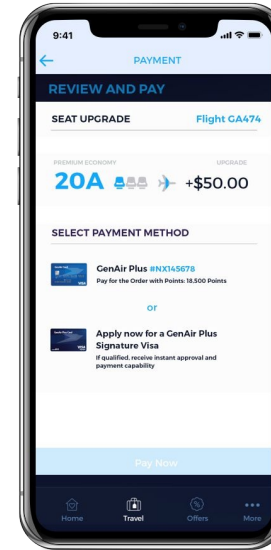 9:41
PAYMENT
REVIEW AND PAY
SEAT UPGRADE Flight GA474
PREMIUM ECONOMY UPGRADE
20A +$50.00
SELECT PAYMENT METHOD
GenAir Plus #NX145678
Pay for the Order with Points: 18.500 Points
VISA
or
Apply now for a GenAir Plus
Signature Visa
If qualified, receive instant approval and
payment capability
VISA
Pay Now
Home Travel Offers More